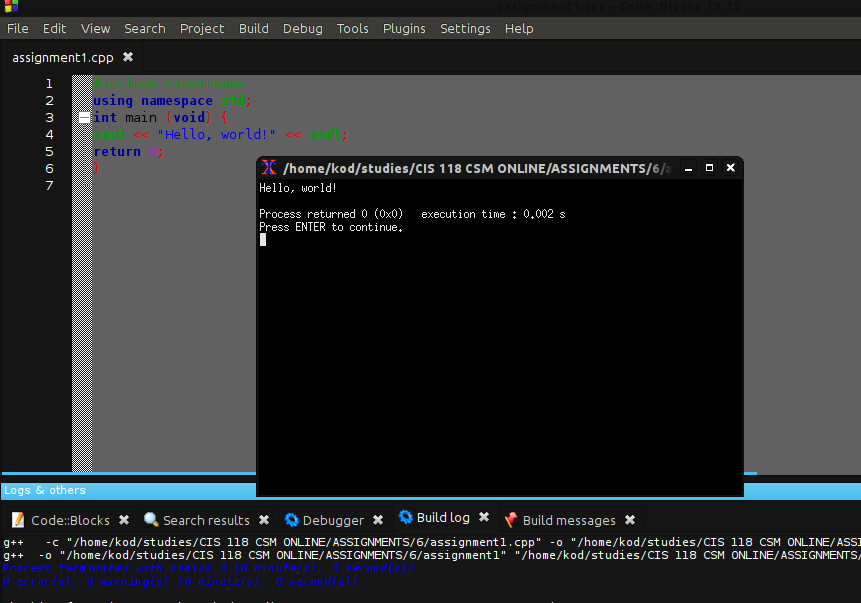 assignment1.cpp - Code::Blocks 13.12
File Edit View Search Project Build Debug Tools Plugins Settings Help
assignment1.cpp
1 #include <iostream>
2 using namespace std;
3 int main (void) {
4 cout << "Hello, world!" << endl;
5 return 0;
6 }
7
/home/kod/studies/CIS 118 CSM ONLINE/ASSIGNMENTS/6/a
Hello, world!
Process returned 0 (0x0)   execution time : 0.002 s
Press ENTER to continue.
Logs & others
Code::Blocks Search results Debugger Build log Build messages
g++   -c "/home/kod/studies/CIS 118 CSM ONLINE/ASSIGNMENTS/6/assignment1.cpp" -o "/home/kod/studies/CIS 118 CSM ONLINE/ASS
g++  -o "/home/kod/studies/CIS 118 CSM ONLINE/ASSIGNMENTS/6/assignment1" "/home/kod/studies/CIS 118 CSM ONLINE/ASSIGNMENTS/
Process terminated with status 0 (0 minute(s), 0 second(s))
0 error(s), 0 warning(s) (0 minute(s), 0 second(s))